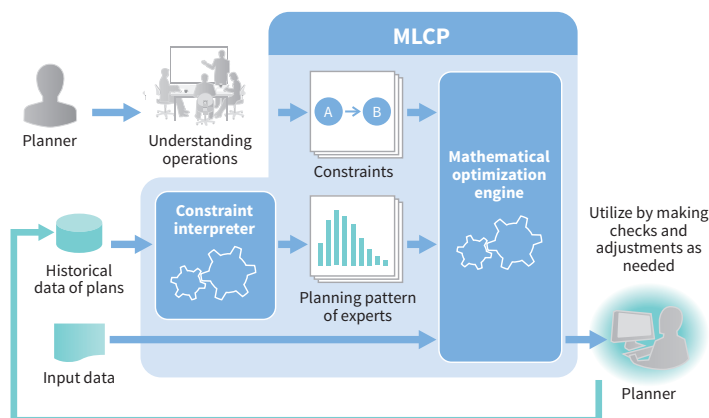 MLCP
Planner
Understanding
operations
A
B
Constraints
Mathematical
optimization
engine
Constraint
interpreter
Historical
data of plans
Planning pattern
of experts
Utilize by making
checks and
adjustments as
needed
Input data
Planner